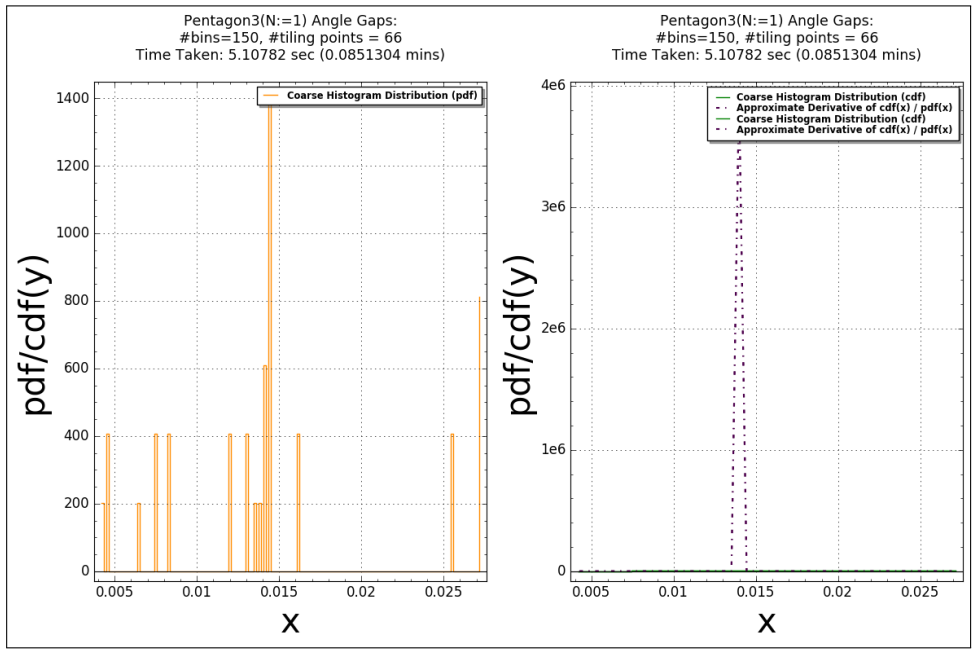 Pentagon3(N:=1) Angle Gaps:
#bins=150, #tiling points = 66
Time Taken: 5.10782 sec (0.0851304 mins)
Coarse Histogram Distribution (pdf)
1400
1200
1000
800
600
400
200
0
pdf/cdf(y)
0.005 0.01 0.015 0.02 0.025
x
Pentagon3(N:=1) Angle Gaps:
#bins=150, #tiling points = 66
Time Taken: 5.10782 sec (0.0851304 mins)
Coarse Histogram Distribution (cdf)
Approximate Derivative of cdf(x) / pdf(x)
Coarse Histogram Distribution (cdf)
Approximate Derivative of cdf(x) / pdf(x)
4e6
3e6
2e6
1e6
0
pdf/cdf(y)
0.005 0.01 0.015 0.02 0.025
x